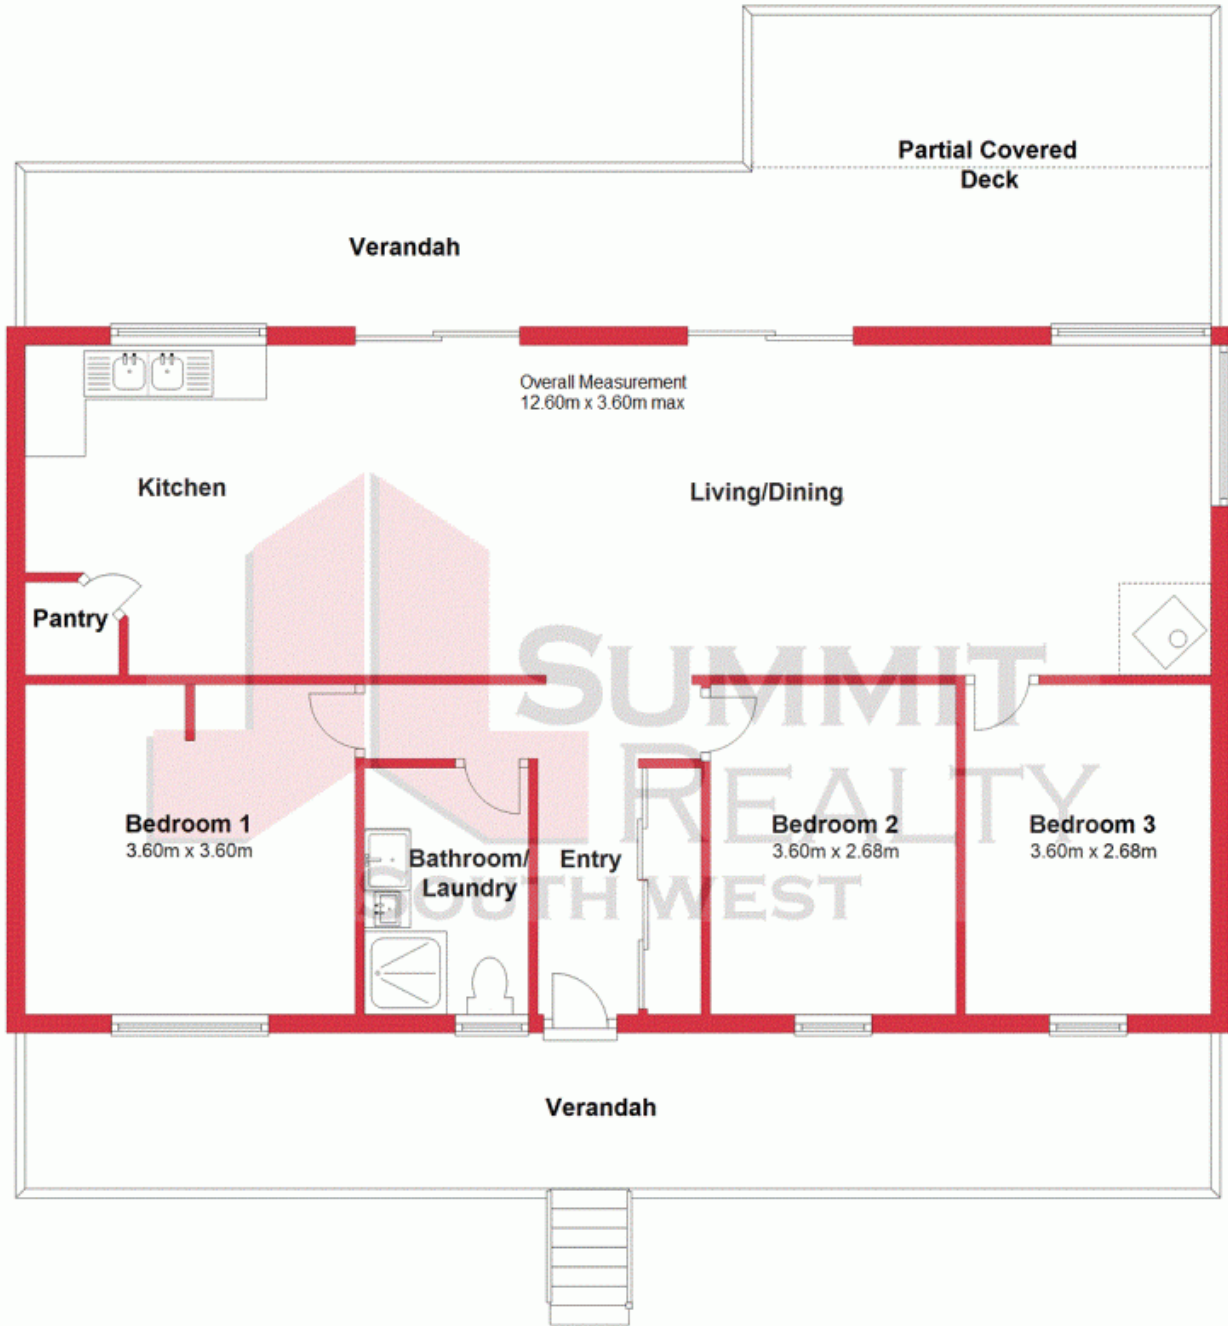 Partial Covered
Deck
Verandah
Overall Measurement
12.60m x 3.60m max
Kitchen
Living/Dining
Pantry
SUMMIT
REALTY
SOUTH WEST
Bedroom 1
3.60m x 3.60m
Bathroom/
Laundry
Entry
Bedroom 2
3.60m x 2.68m
Bedroom 3
3.60m x 2.68m
Verandah